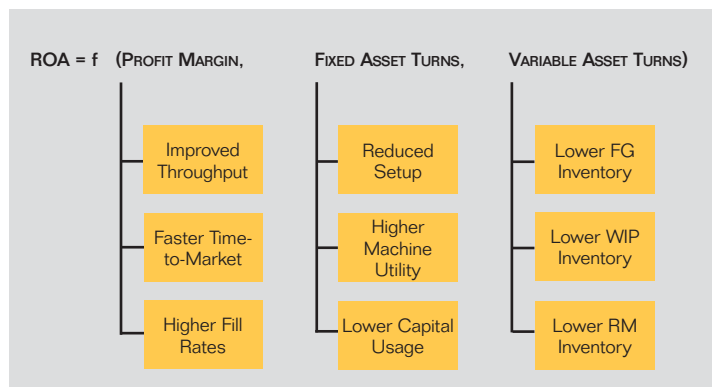 ROA = f (PROFIT MARGIN, FIXED ASSET TURNS, VARIABLE ASSET TURNS)
Improved
Throughput
Faster Time-
to-Market
Higher Fill
Rates
Reduced
Setup
Higher
Machine
Utility
Lower Capital
Usage
Lower FG
Inventory
Lower WIP
Inventory
Lower RM
Inventory